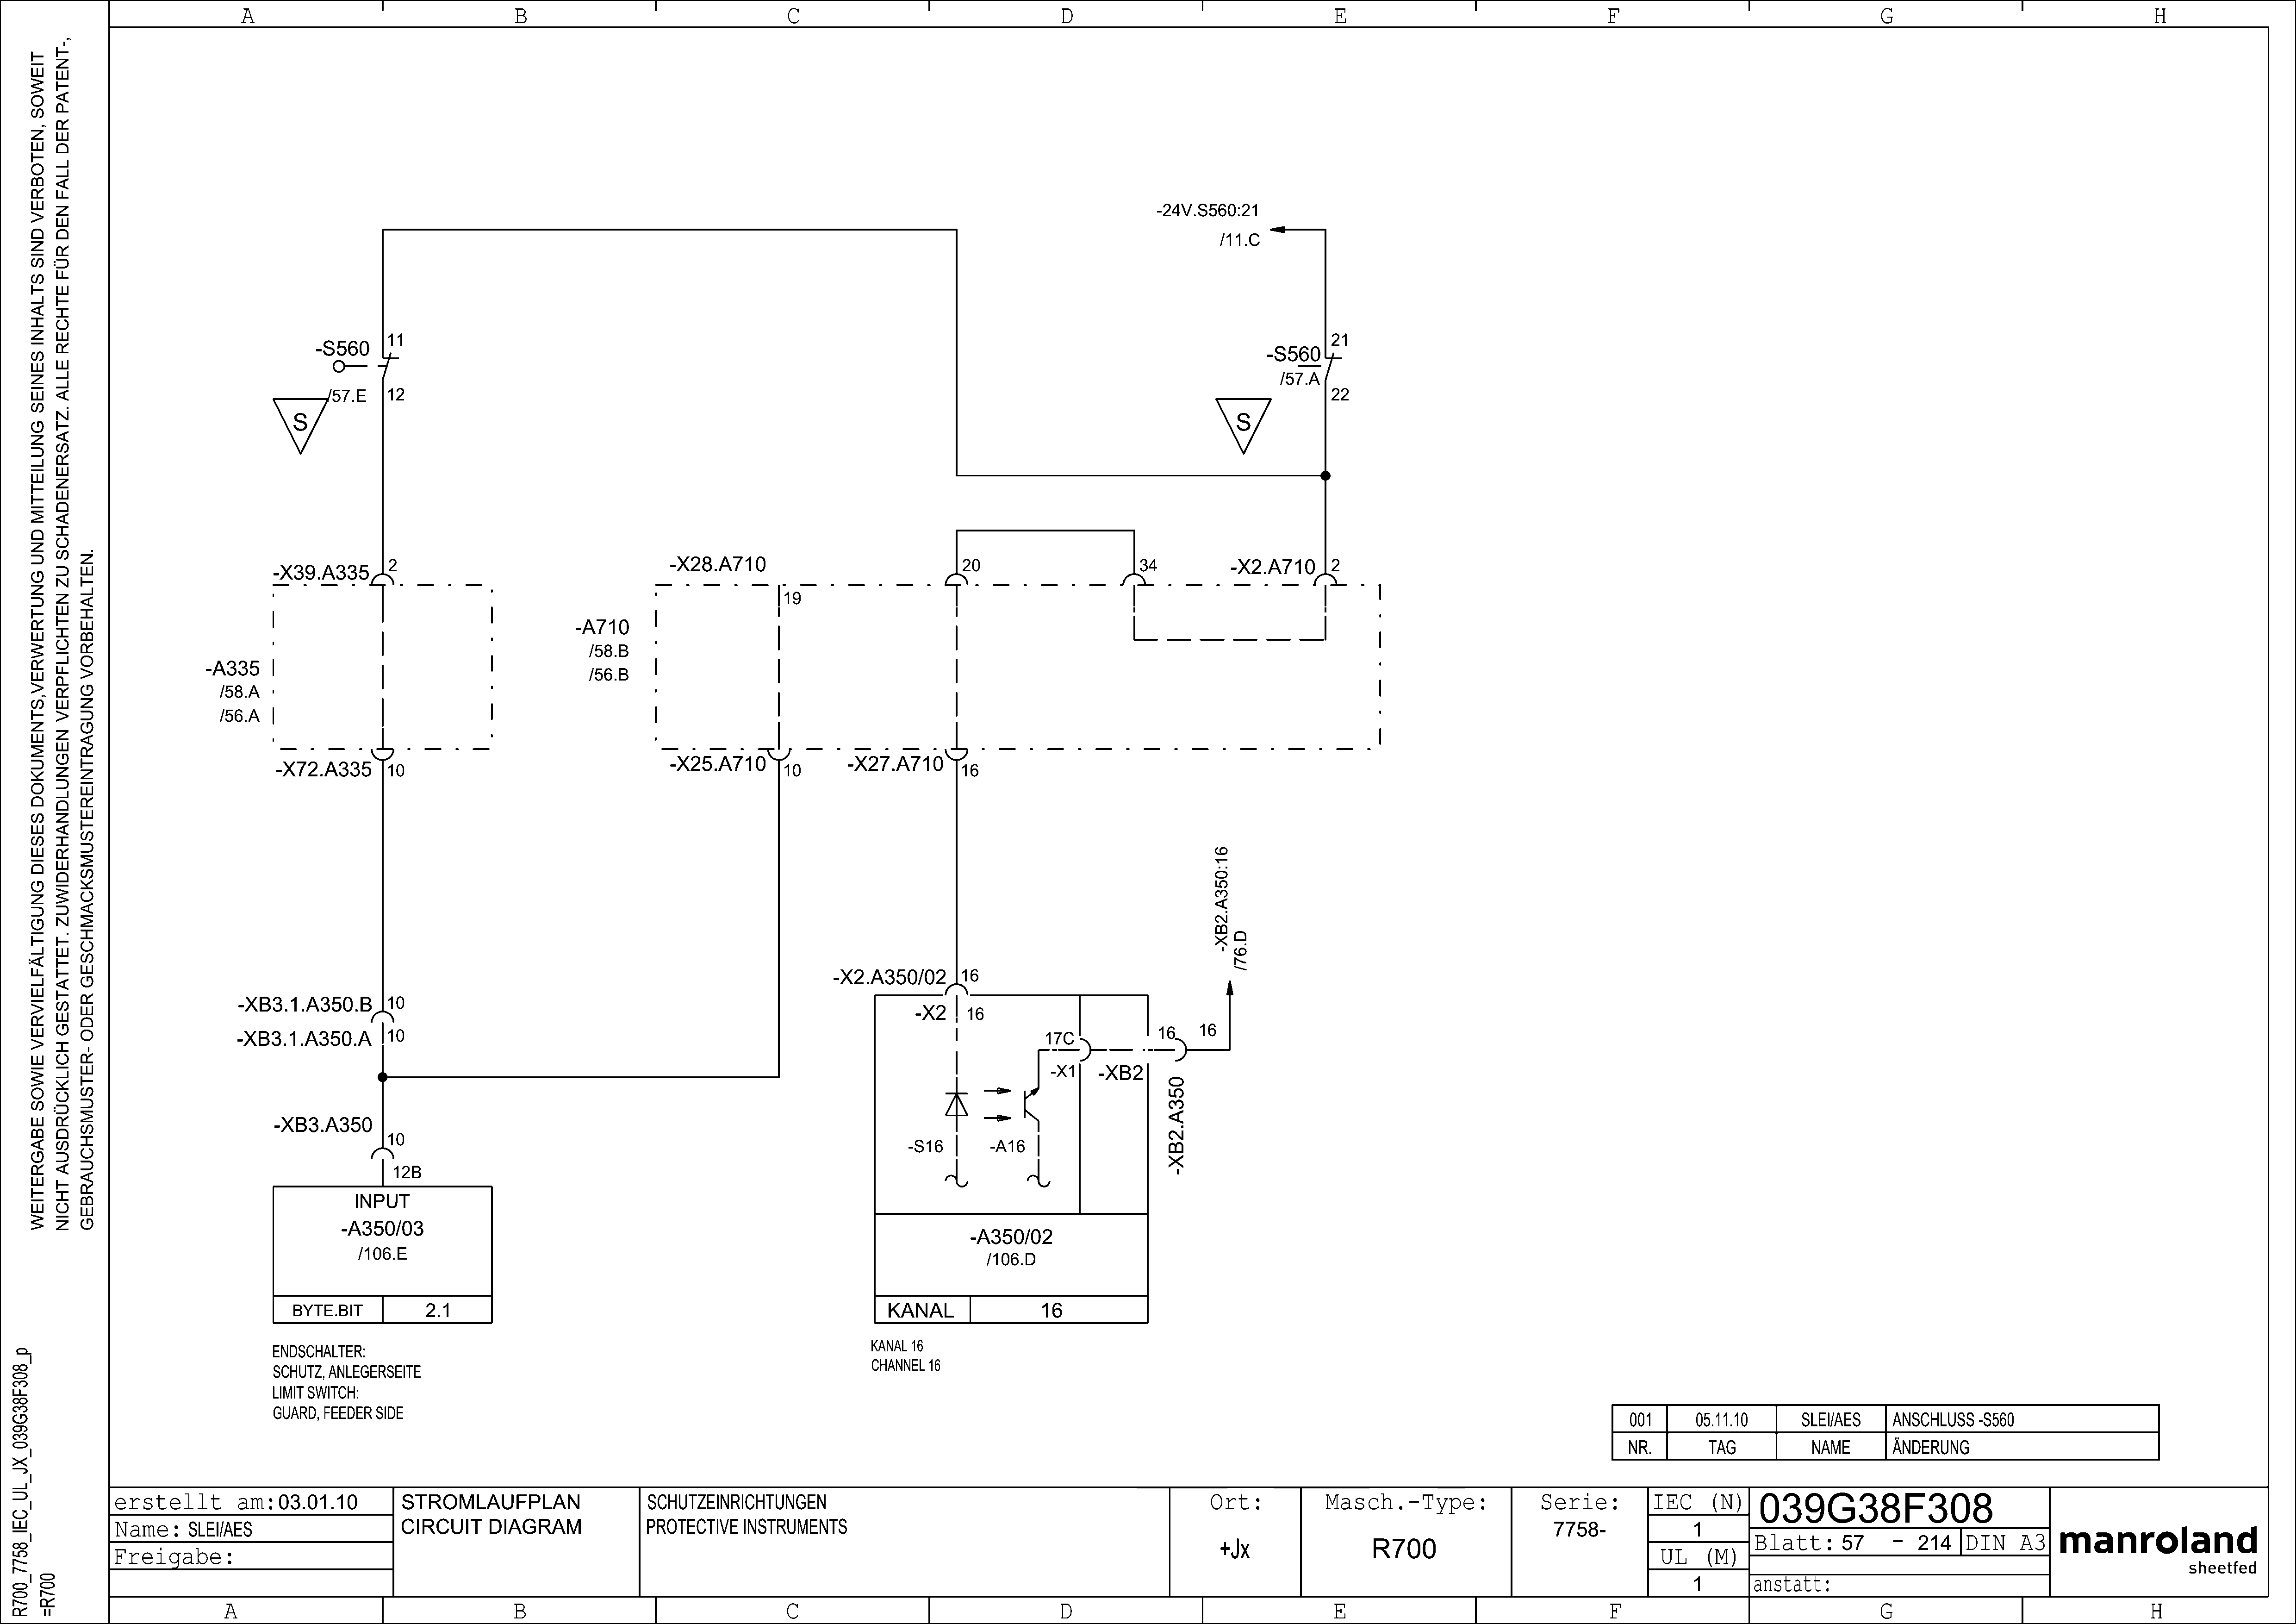 A B C D E F G H
WEITERGABE SOWIE VERVIELFÄLTIGUNG DIESES DOKUMENTS,VERWERTUNG UND MITTEILUNG SEINES INHALTS SIND VERBOTEN, SOWEIT
NICHT AUSDRÜCKLICH GESTATTET. ZUWIDERHANDLUNGEN VERPFLICHTEN ZU SCHADENERSATZ. ALLE RECHTE FÜR DEN FALL DER PATENT-,
GEBRAUCHSMUSTER- ODER GESCHMACKSMUSTEREINTRAGUNG VORBEHALTEN.
R700_7758_IEC_UL_JX_039G38F308_p
=R700
-24V.S560:21
/11.C
-S560
11
/57.E
12
S
-S560
21
/57.A
22
S
-X39.A335
2
-X28.A710
19
20
34
-X2.A710
2
-A335
/58.A
/56.A
-A710
/58.B
/56.B
-X72.A335
10
-X25.A710
10
-X27.A710
16
-XB2.A350:16
/76.D
-XB3.1.A350.B
10
-XB3.1.A350.A
10
-X2.A350/02
16
-X2
16
17C
16
16
-X1
-XB2
-XB2.A350
-XB3.A350
10
12B
-S16
-A16
INPUT
-A350/03
/106.E
BYTE.BIT 2.1
-A350/02
/106.D
KANAL 16
ENDSCHALTER:
SCHUTZ, ANLEGERSEITE
LIMIT SWITCH:
GUARD, FEEDER SIDE
KANAL 16
CHANNEL 16
001 05.11.10 SLEI/AES ANSCHLUSS -S560
NR. TAG NAME ÄNDERUNG
erstellt am: 03.01.10
Name: SLEI/AES
Freigabe:
STROMLAUFPLAN
CIRCUIT DIAGRAM
SCHUTZEINRICHTUNGEN
PROTECTIVE INSTRUMENTS
Ort:
+Jx
Masch.-Type:
R700
Serie:
7758-
IEC (N)
1
UL (M)
1
039G38F308
Blatt: 57 - 214 DIN A3
anstatt:
manroland
sheetfed
A B C D E F G H